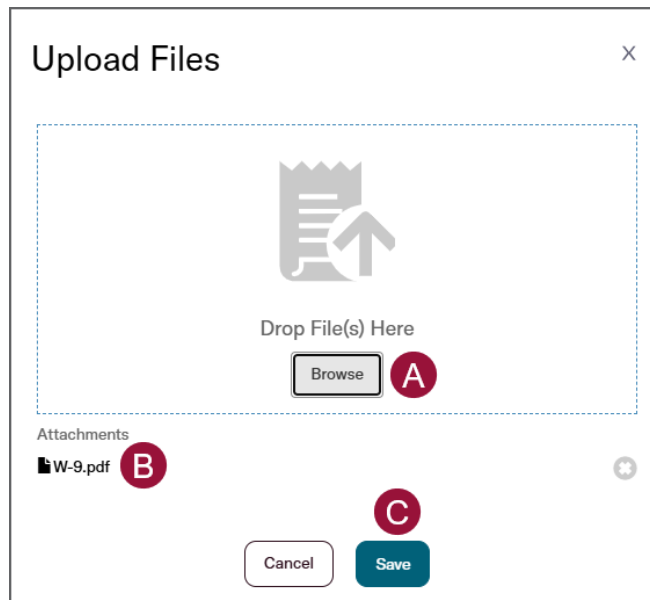 Upload Files X
Drop File(s) Here
Browse A
Attachments
W-9.pdf B
C
Cancel Save